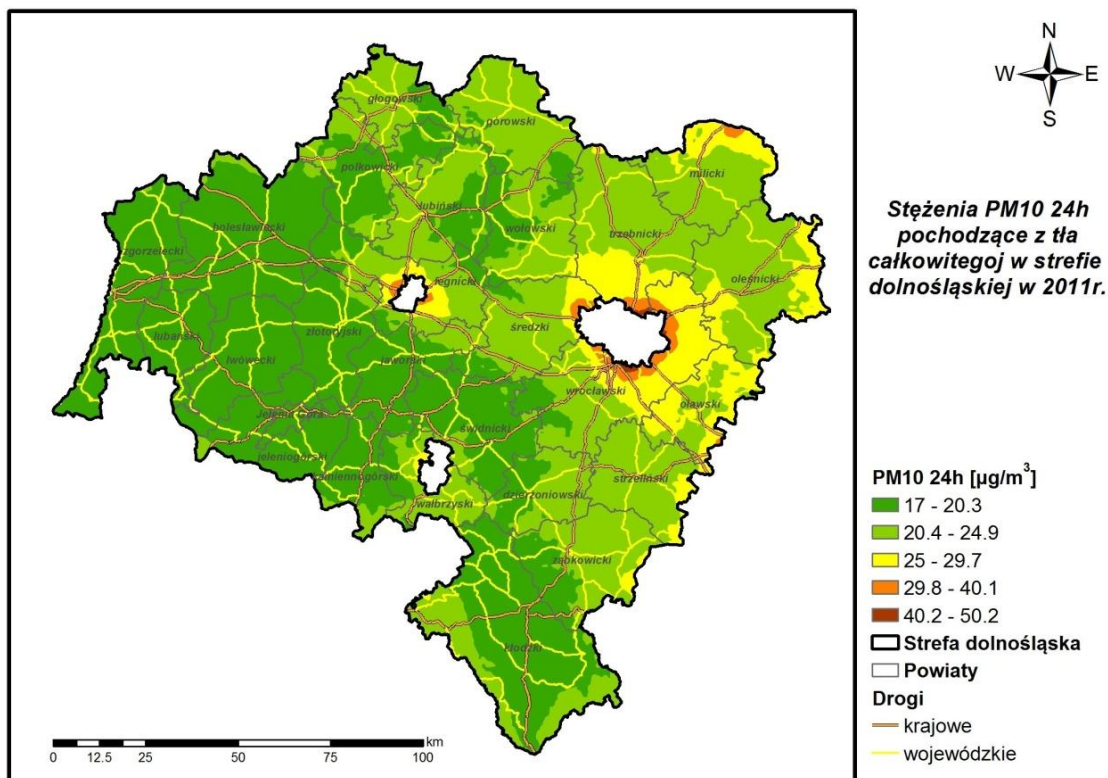 N
W E
S
Stężenia PM10 24h
pochodzące z tła
całkowitegoj w strefie
dolnośląskiej w 2011r.
głogowski
górowski
polkowicki
milicki
lubiński
wołowski
trzebnicki
bolesławiecki
zgorzelecki
legnicki
oleśnicki
średzki
złotoryjski
lubański
lwówecki
jaworski
wrocławski
oławski
Jelenia Góra
świdnicki
jeleniogórski
kamiennogórski
strzeliński
dzierżoniowski
wałbrzyski
ząbkowicki
kłodzki
PM10 24h [µg/m³]
17 - 20.3
20.4 - 24.9
25 - 29.7
29.8 - 40.1
40.2 - 50.2
Strefa dolnośląska
Powiaty
Drogi
krajowe
wojewódzkie
km
0 12.5 25 50 75 100